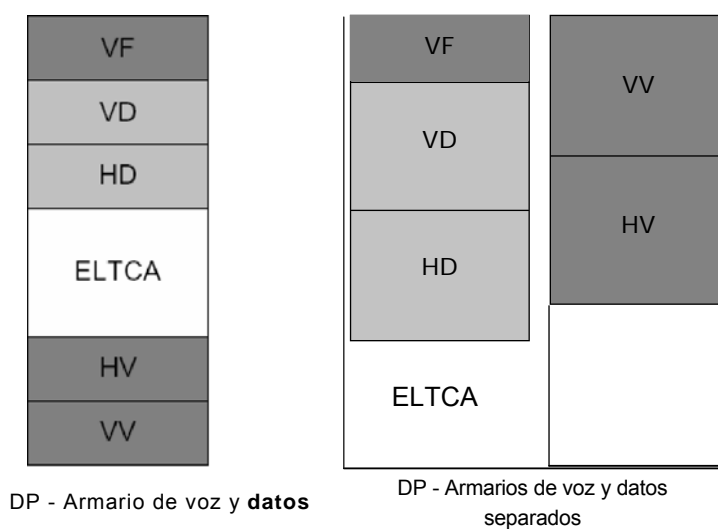 VF
VD
HD
ELTCA
HV
VV
DP - Armario de voz y datos
VF
VD
HD
ELTCA
VV
HV
DP - Armarios de voz y datos
separados